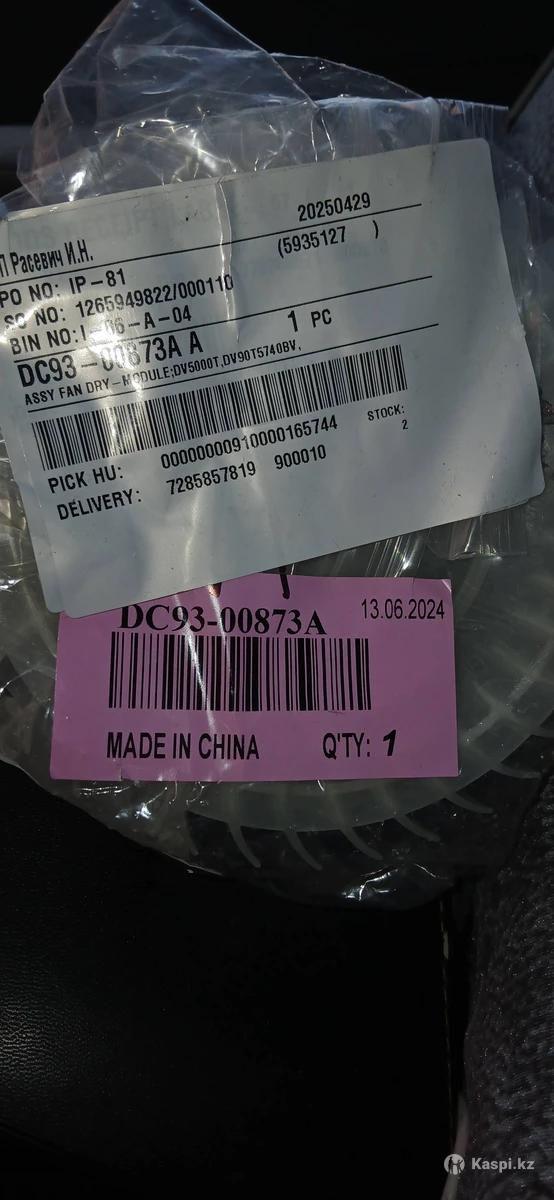 П Расевич И.Н.
20250429
(5935127 )
PO NO: IP-81
SO NO: 1265949822/000110
BIN NO:I-06-A-04
1 PC
DC93-00873A A
ASSY FAN DRY-MODULE;DV5000T,DV90T5740BV,
STOCK:
2
PICK HU: 00000000910000165744
DELIVERY: 7285857819 900010
DC93-00873A
13.06.2024
MADE IN CHINA
Q'TY: 1
Kaspi.kz